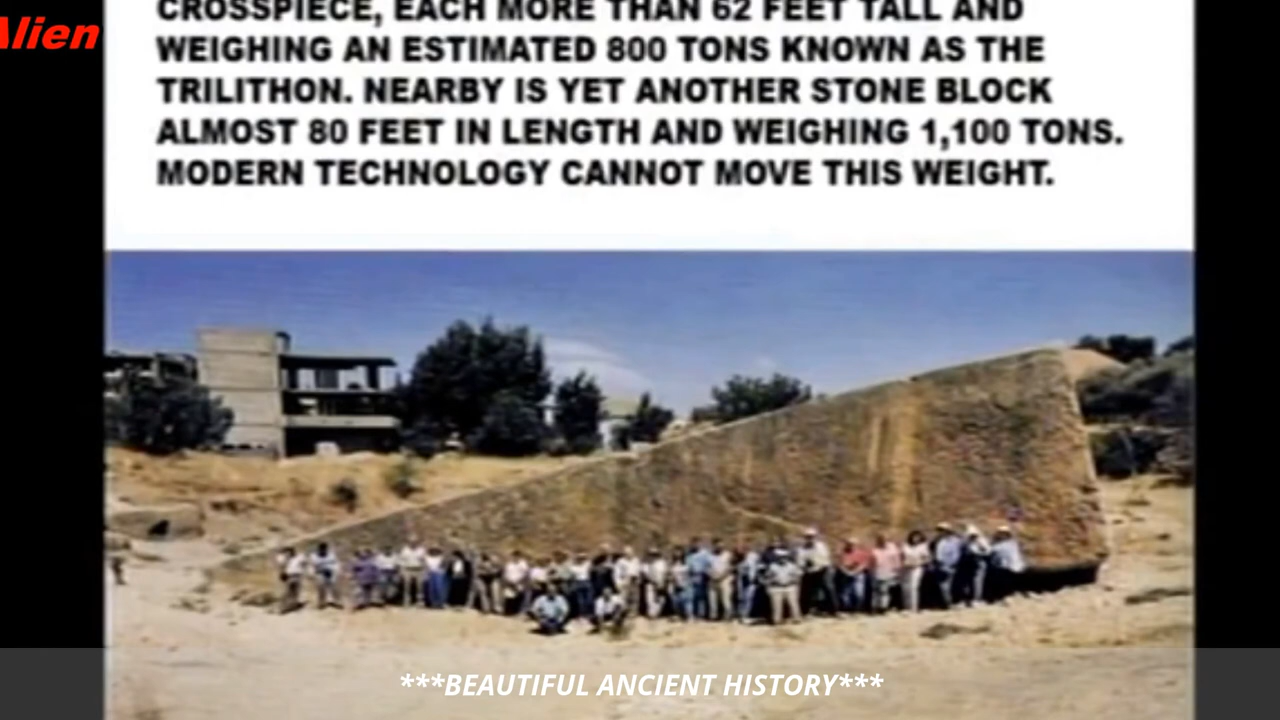 CROSSPIECE, EACH MORE THAN 62 FEET TALL AND
Alien
WEIGHING AN ESTIMATED 800 TONS KNOWN AS THE
TRILITHON. NEARBY IS YET ANOTHER STONE BLOCK
ALMOST 80 FEET IN LENGTH AND WEIGHING 1,100 TONS.
MODERN TECHNOLOGY CANNOT MOVE THIS WEIGHT.
***BEAUTIFUL ANCIENT HISTORY***